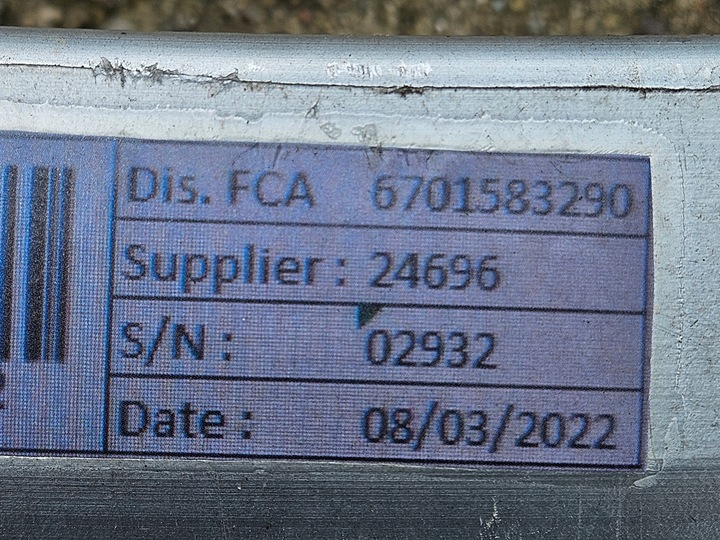 Dis. FCA 6701583290
Supplier : 24696
S/N : 02932
Date : 08/03/2022